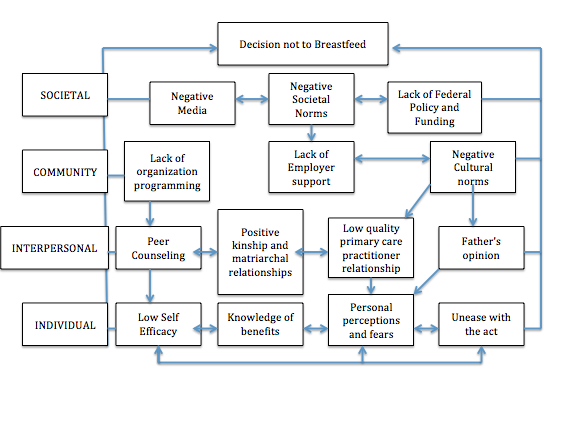 Decision not to Breastfeed
SOCIETAL
Negative
Media
Negative
Societal
Norms
Lack of Federal
Policy and
Funding
COMMUNITY
Lack of
organization
programming
Lack of
Employer
support
Negative
Cultural
norms
INTERPERSONAL
Peer
Counseling
Positive
kinship and
matriarchal
relationships
Low quality
primary care
practitioner
relationship
Father's
opinion
INDIVIDUAL
Low Self
Efficacy
Knowledge of
benefits
Personal
perceptions
and fears
Unease with
the act